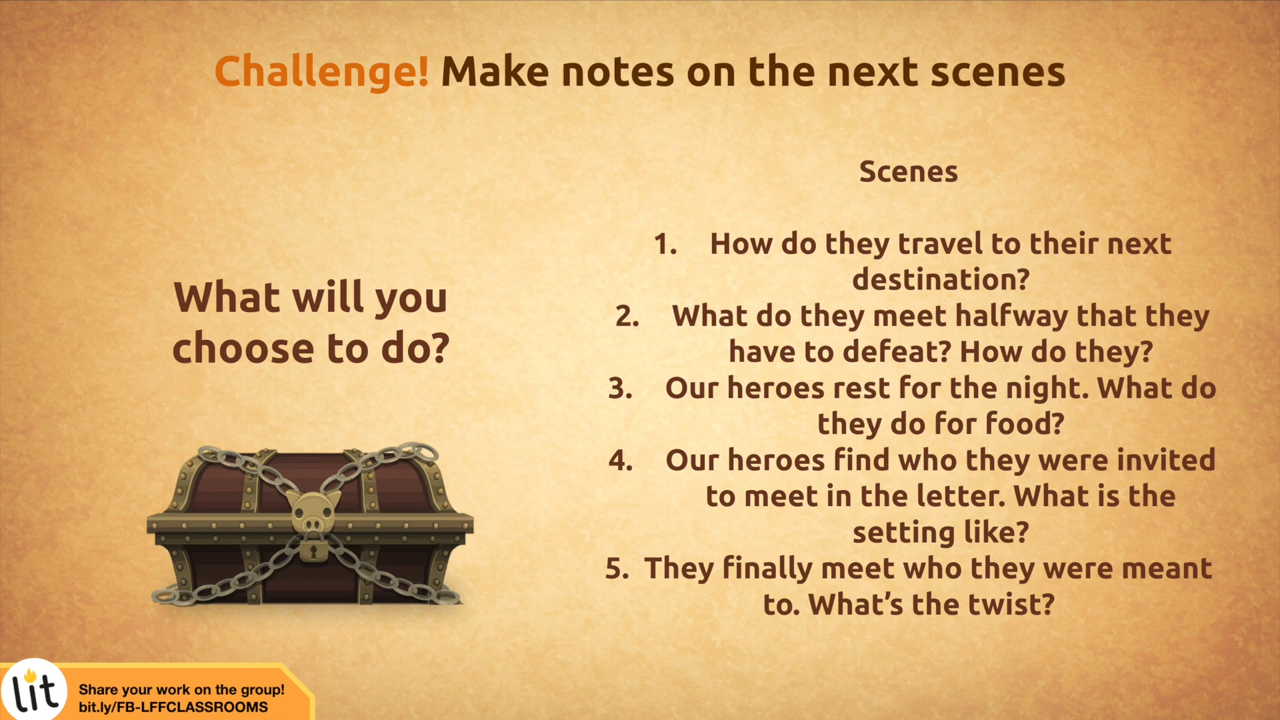 Challenge! Make notes on the next scenes
What will you
choose to do?
Scenes
1. How do they travel to their next
destination?
2. What do they meet halfway that they
have to defeat? How do they?
3. Our heroes rest for the night. What do
they do for food?
4. Our heroes find who they were invited
to meet in the letter. What is the
setting like?
5. They finally meet who they were meant
to. What’s the twist?
lit
Share your work on the group!
bit.ly/FB-LFFCLASSROOMS